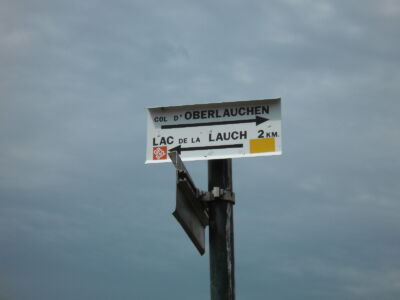 COL D'OBERLAUCHEN
LAC DE LA LAUCH 2 KM.